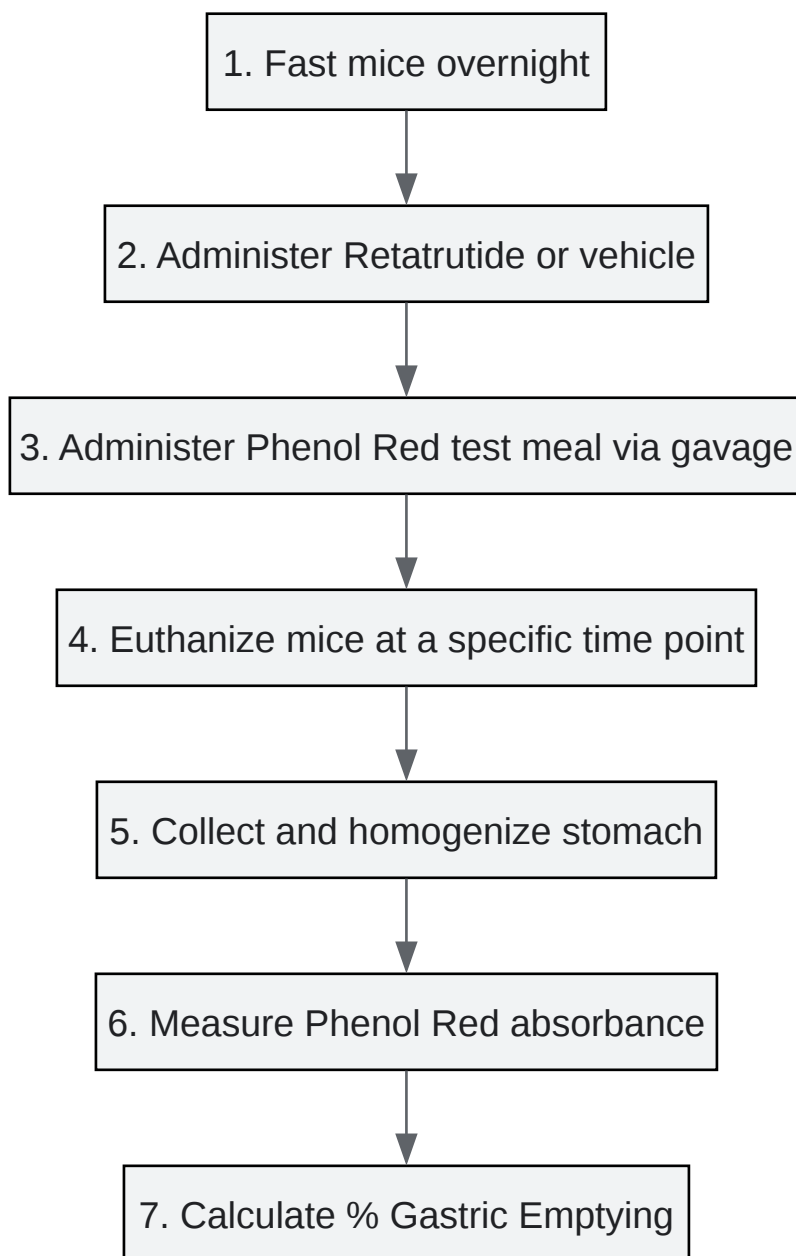 1. Fast mice overnight
2. Administer Retatrutide or vehicle
3. Administer Phenol Red test meal via gavage
4. Euthanize mice at a specific time point
5. Collect and homogenize stomach
6. Measure Phenol Red absorbance
7. Calculate % Gastric Emptying